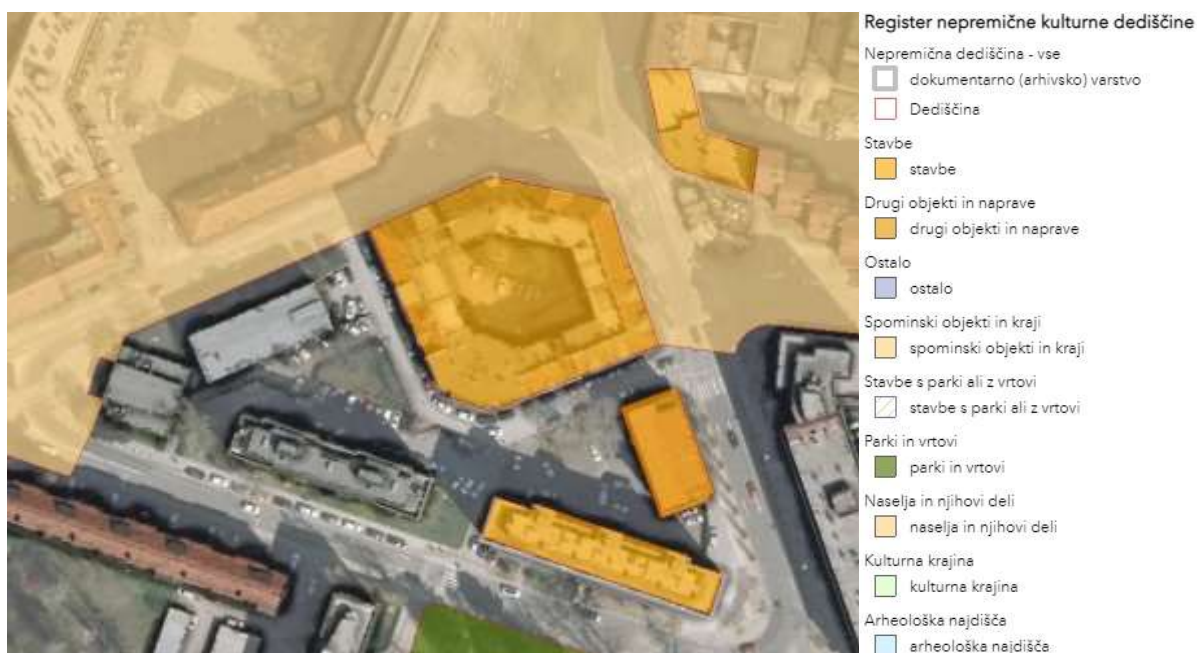 Register nepremične kulturne dediščine
Nepremična dediščina - vse
dokumentarno (arhivsko) varstvo
Dediščina
Stavbe
stavbe
Drugi objekti in naprave
drugi objekti in naprave
Ostalo
ostalo
Spominski objekti in kraji
spominski objekti in kraji
Stavbe s parki ali z vrtovi
stavbe s parki ali z vrtovi
Parki in vrtovi
parki in vrtovi
Naselja in njihovi deli
naselja in njihovi deli
Kulturna krajina
kulturna krajina
Arheološka najdišča
arheološka najdišča